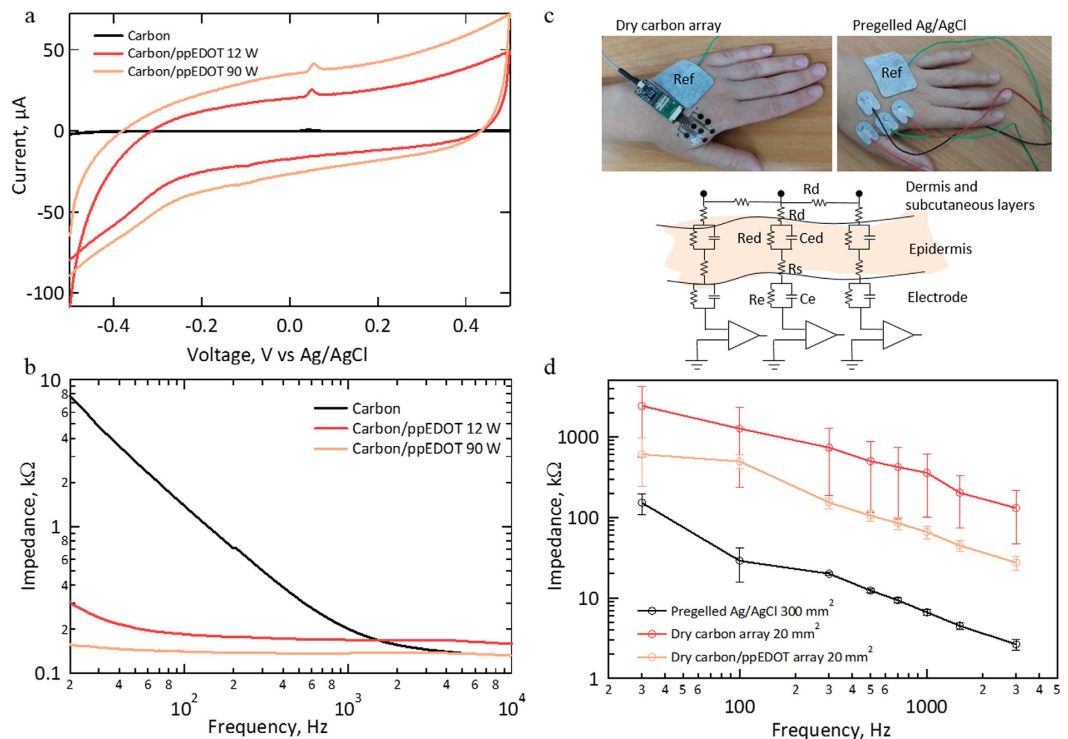 a
50
0
-50
-100
Current, µA
Carbon
Carbon/ppEDOT 12 W
Carbon/ppEDOT 90 W
-0.4
-0.2
0.0
0.2
0.4
Voltage, V vs Ag/AgCl
b
10
8
6
4
2
1
8
6
4
2
0.1
Impedance, kΩ
Carbon
Carbon/ppEDOT 12 W
Carbon/ppEDOT 90 W
2 4 6 8 10² 2 4 6 8 10³ 2 4 6 8 10⁴
Frequency, Hz
c
Dry carbon array
Pregelled Ag/AgCl
Ref
Ref
Rd
Dermis and
subcutaneous layers
Rd
Red
Ced
Epidermis
Rs
Re
Ce
Electrode
d
1000
100
10
1
Impedance, kΩ
Pregelled Ag/AgCl 300 mm²
Dry carbon array 20 mm²
Dry carbon/ppEDOT array 20 mm²
3 4 5 6 100 2 3 4 5 6 1000 2 3 4 5
Frequency, Hz